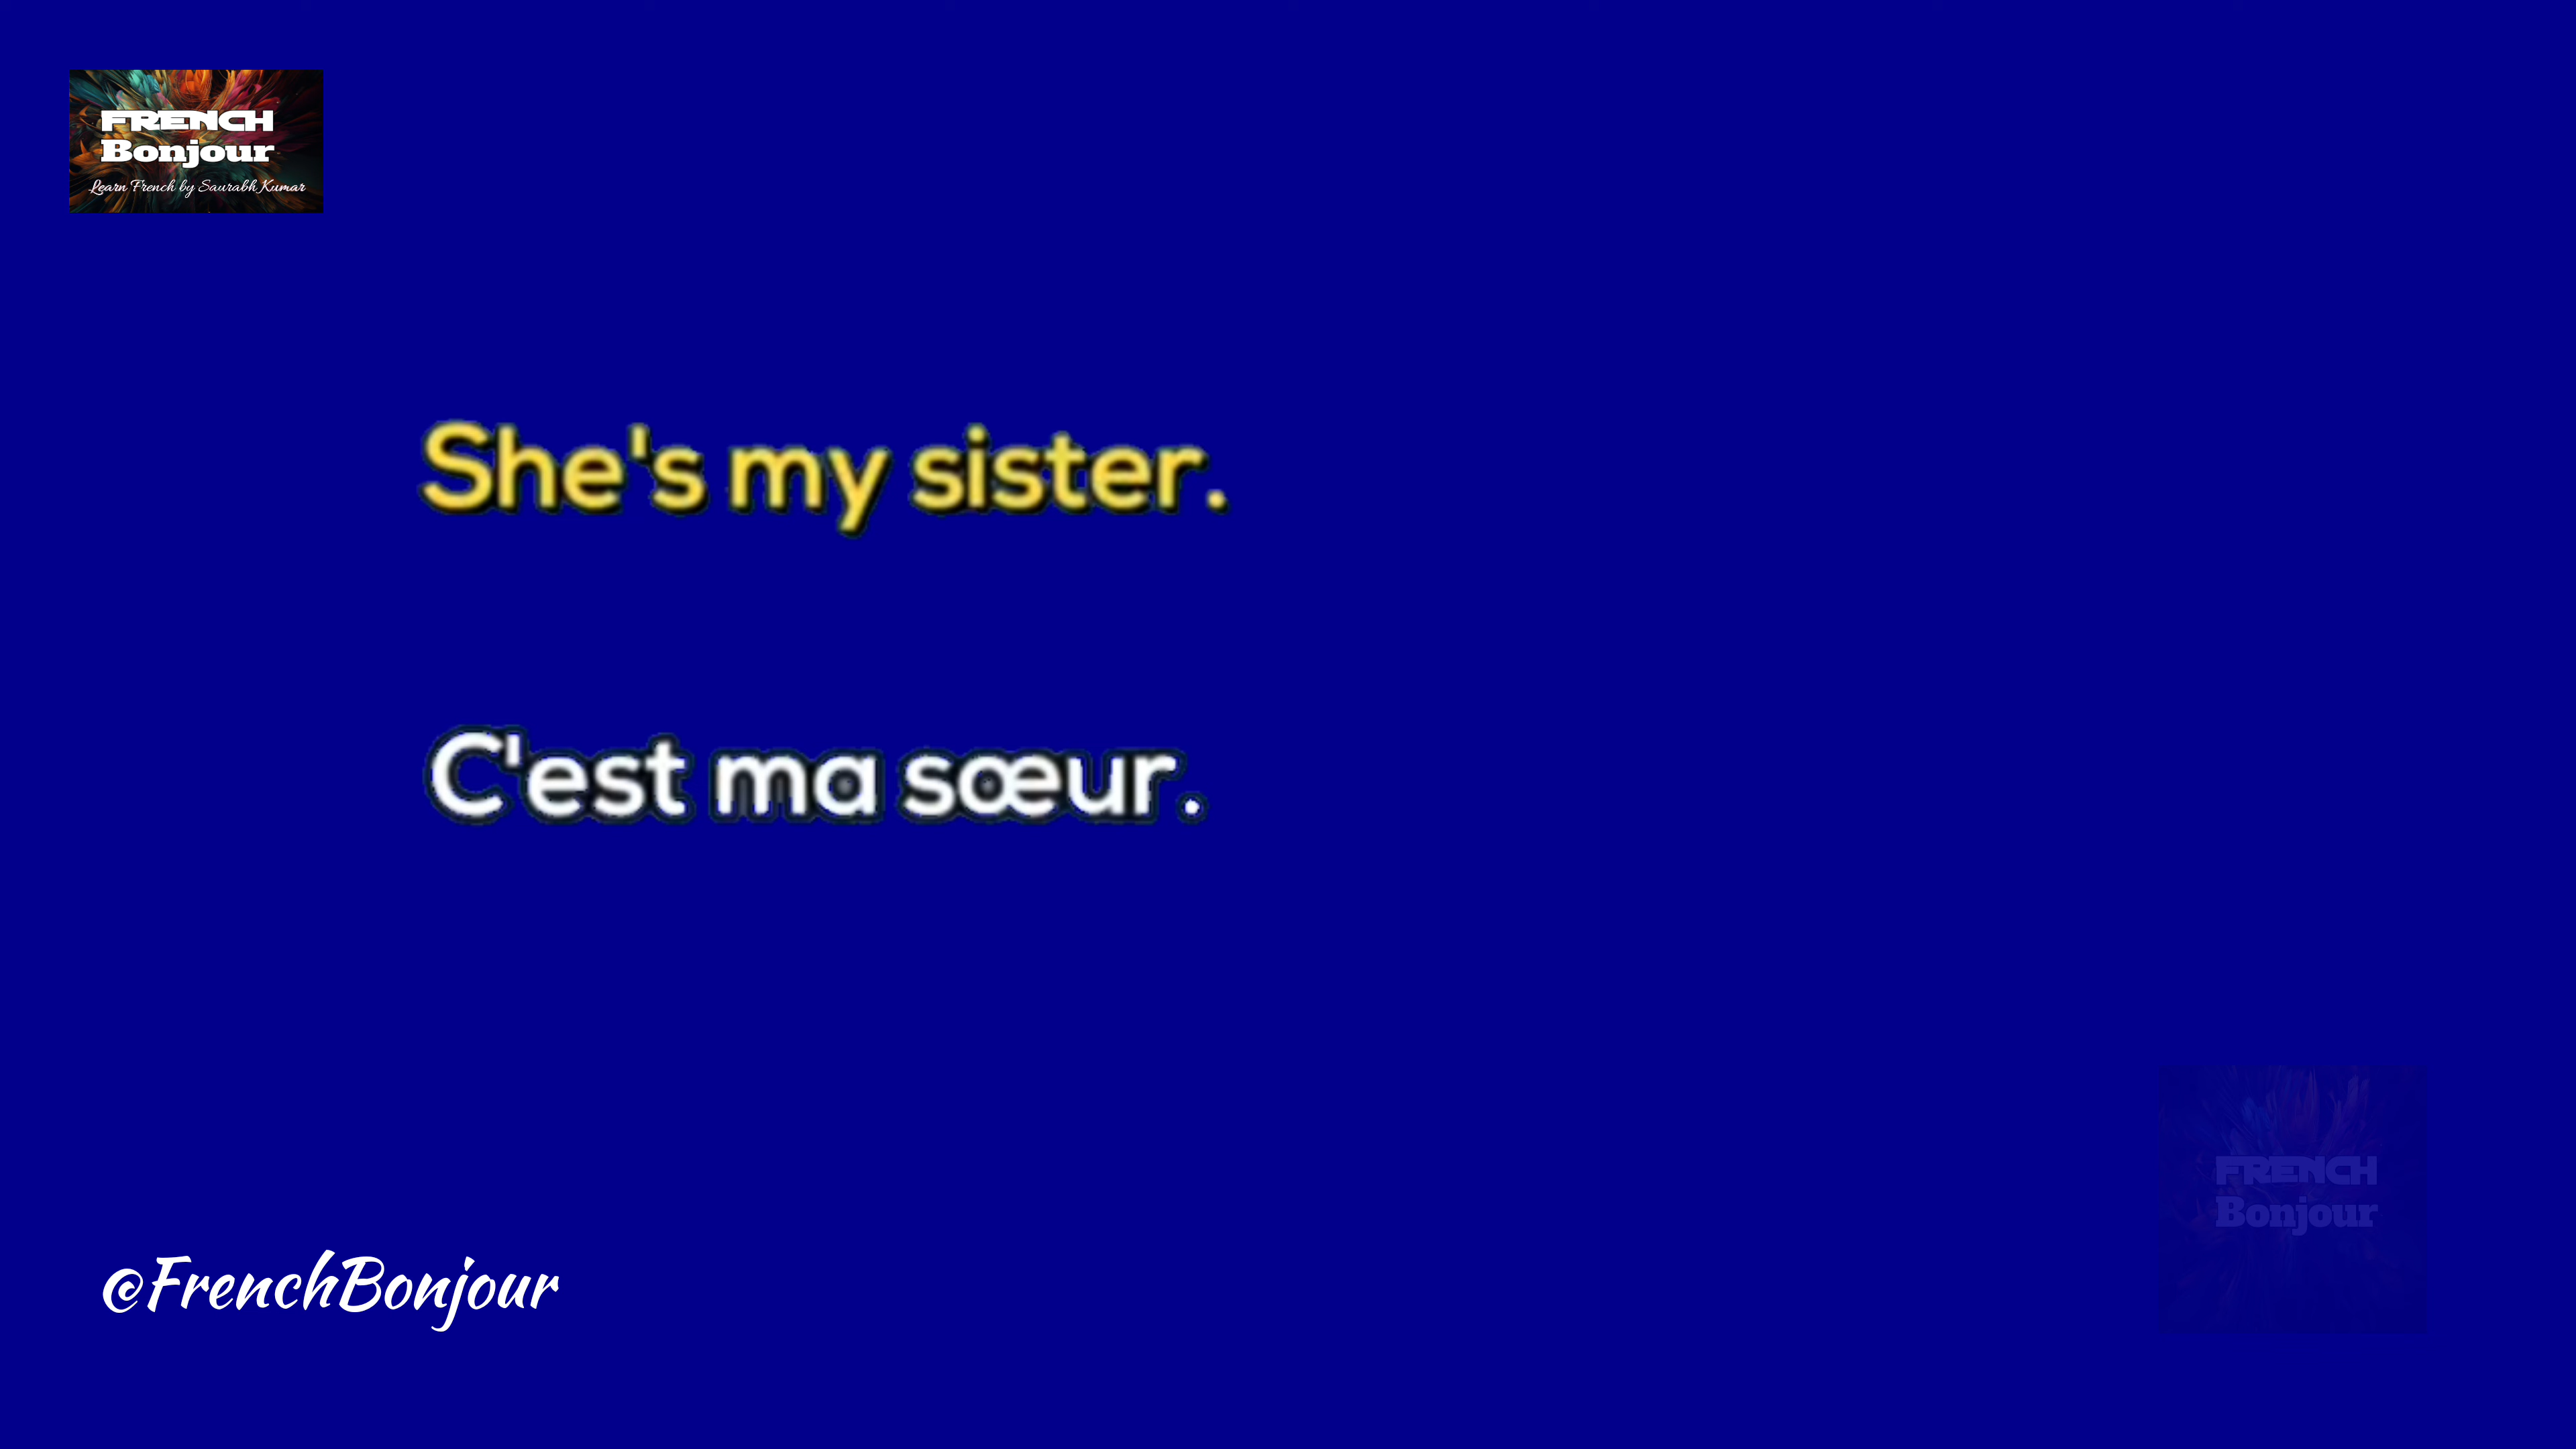 FRENCH
Bonjour
Learn French by Saurabh Kumar
She's my sister.
C'est ma sœur.
FRENCH
Bonjour
@FrenchBonjour